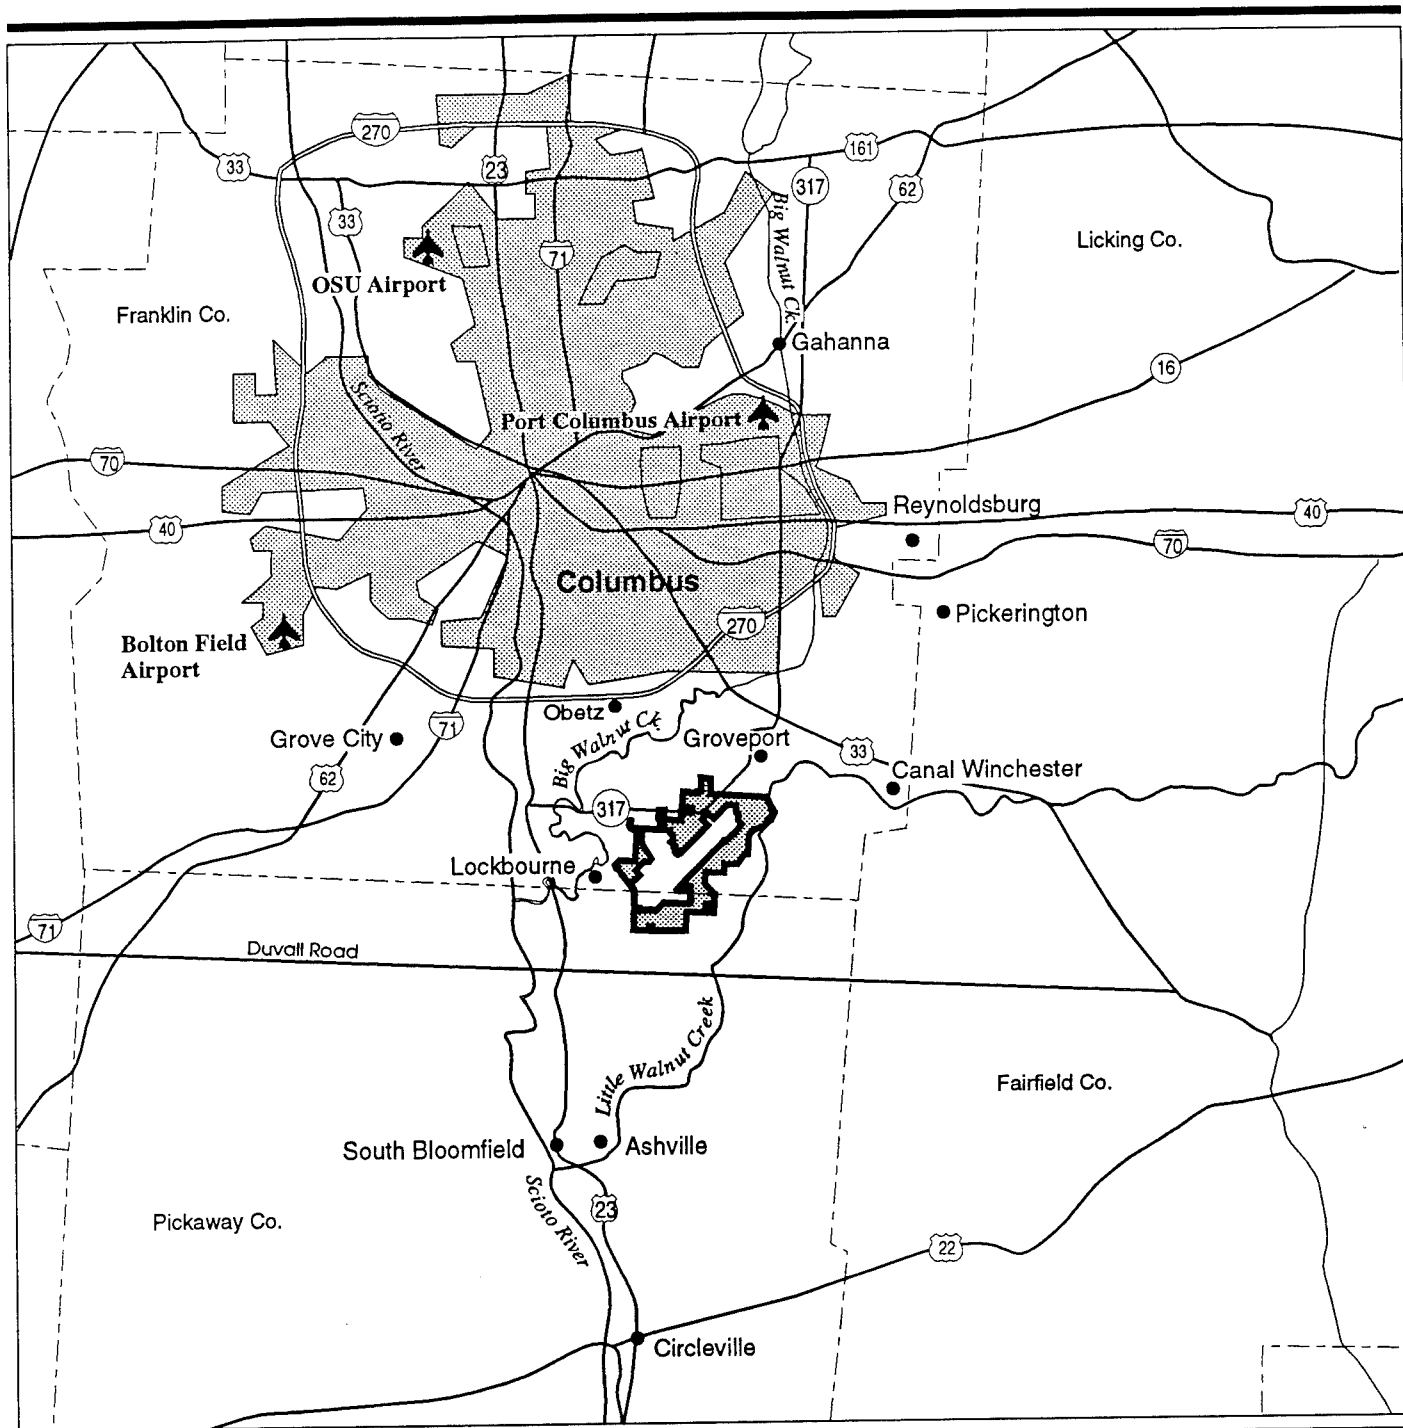 270
33
23
161
317
62
33
71
Big Walnut Ck.
Licking Co.
OSU Airport
Franklin Co.
Gahanna
16
Scioto River
Port Columbus Airport
70
Reynoldsburg
40
40
70
Columbus
Pickerington
270
Bolton Field
Airport
Obetz
Big Walnut Ck.
71
Grove City
Groveport
33
Canal Winchester
62
317
Lockbourne
71
Duvall Road
Little Walnut Creek
Fairfield Co.
South Bloomfield
Ashville
Scioto River
23
Pickaway Co.
22
Circleville